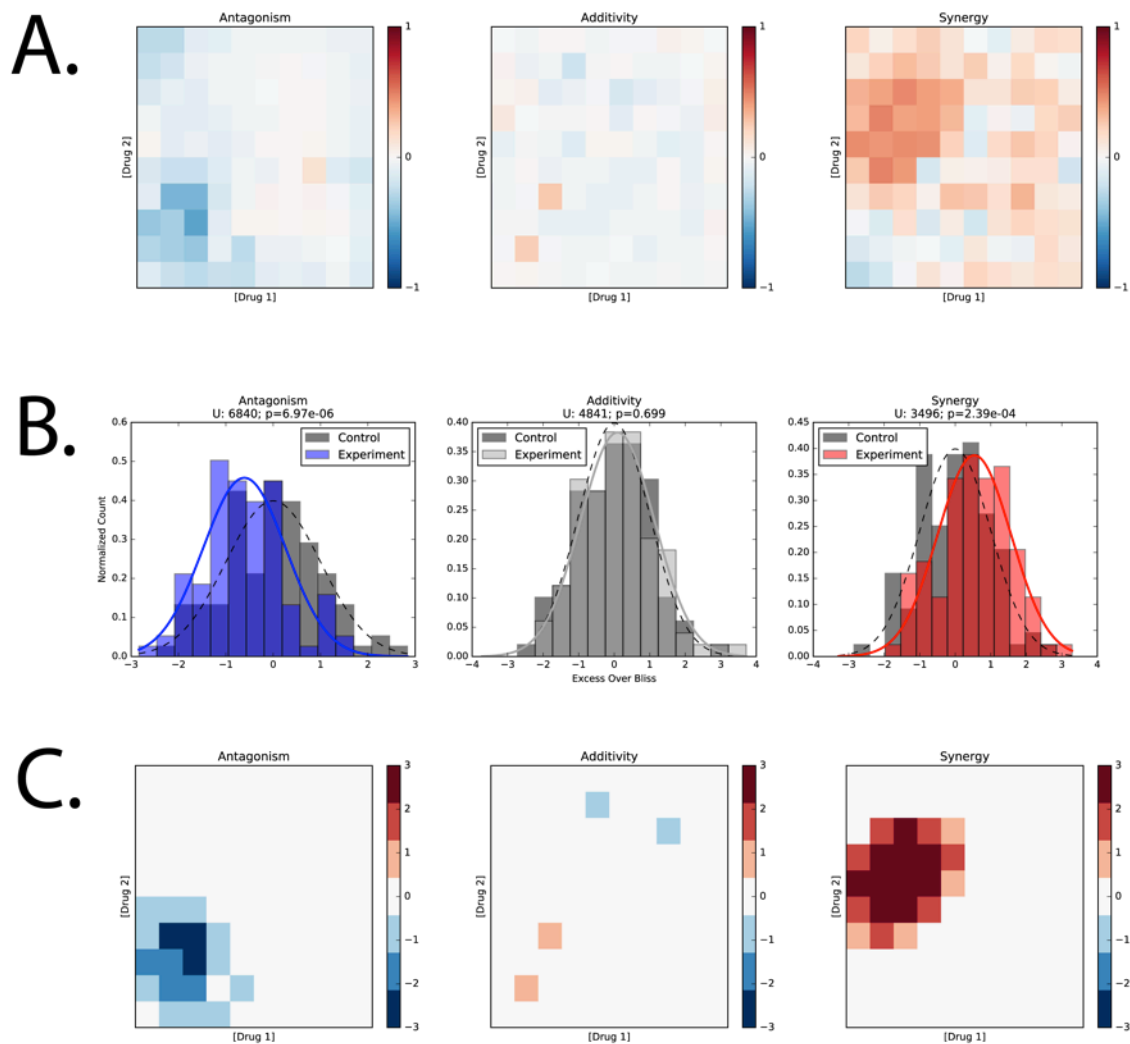 A.
Antagonism
Additivity
Synergy
[Drug 2]
[Drug 1]
1
0
−1
[Drug 2]
[Drug 1]
1
0
−1
[Drug 2]
[Drug 1]
1
0
−1
B.
Antagonism
U: 6840; p=6.97e-06
Additivity
U: 4841; p=0.699
Synergy
U: 3496; p=2.39e-04
Normalized Count
0.6
0.5
0.4
0.3
0.2
0.1
0.0
−3 −2 −1 0 1 2 3
Control
Experiment
0.40
0.35
0.30
0.25
0.20
0.15
0.10
0.05
0.00
−4 −3 −2 −1 0 1 2 3 4
Control
Experiment
Excess Over Bliss
0.45
0.40
0.35
0.30
0.25
0.20
0.15
0.10
0.05
0.00
−4 −3 −2 −1 0 1 2 3 4
Control
Experiment
C.
Antagonism
Additivity
Synergy
[Drug 2]
[Drug 1]
3
2
1
0
−1
−2
−3
[Drug 2]
[Drug 1]
3
2
1
0
−1
−2
−3
[Drug 2]
[Drug 1]
3
2
1
0
−1
−2
−3